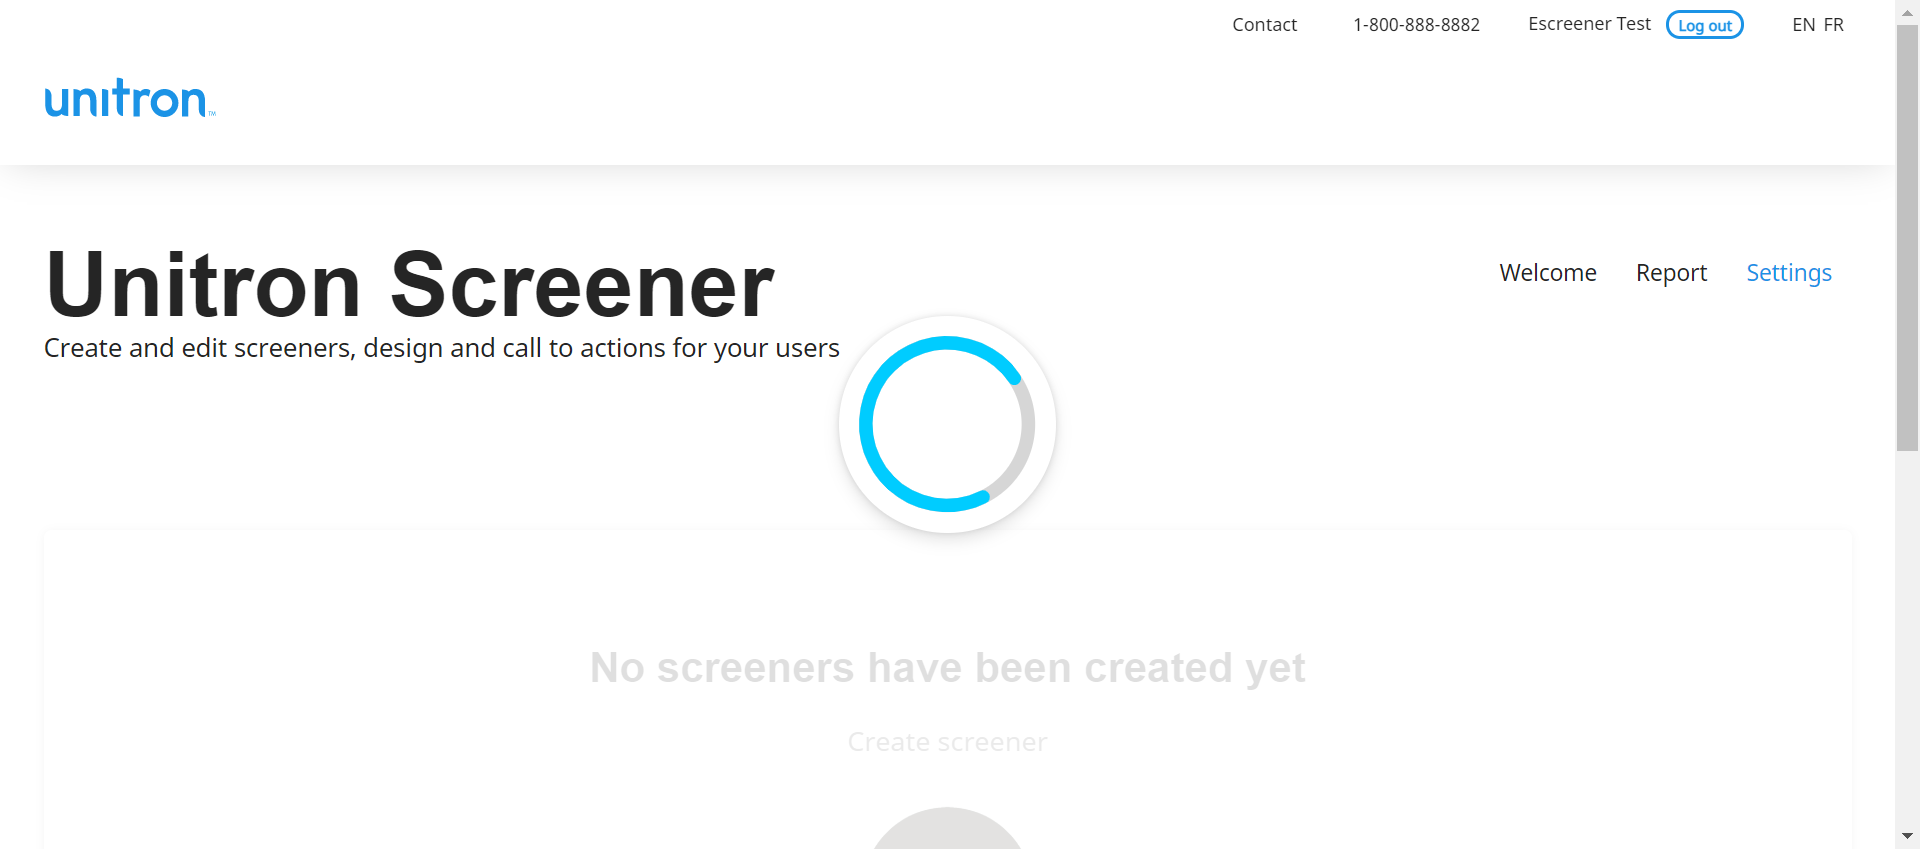 Contact 1-800-888-8882 Escreener Test Log out EN FR
unitron™
Unitron Screener
Welcome Report Settings
Create and edit screeners, design and call to actions for your users
No screeners have been created yet
Create screener